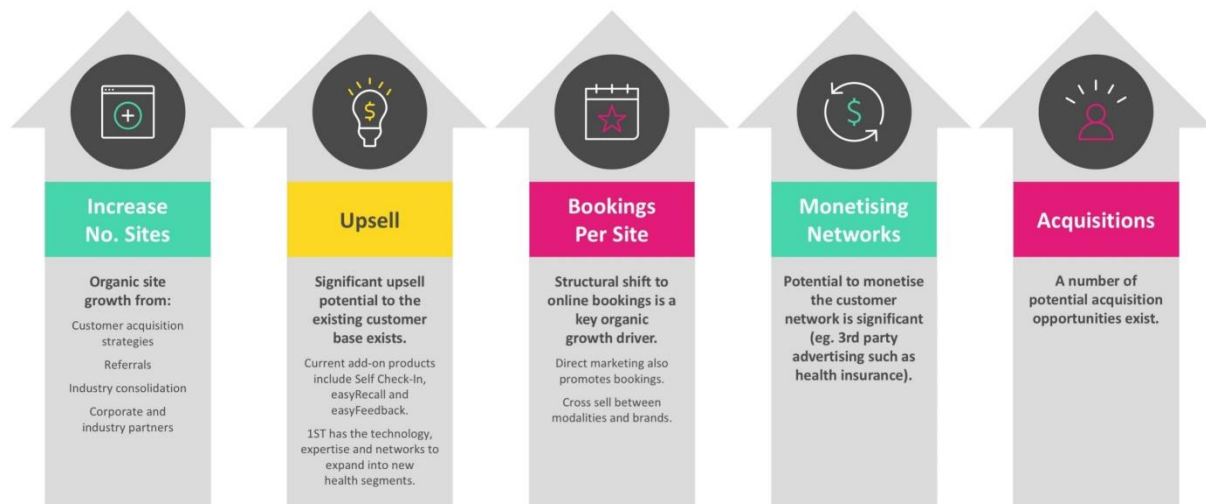 Increase
No. Sites
Organic site
growth from:
Customer acquisition
strategies
Referrals
Industry consolidation
Corporate and
industry partners
$
Upsell
Significant upsell
potential to the
existing customer
base exists.
Current add-on products
include Self Check-In,
easyRecall and
easyFeedback.
1ST has the technology,
expertise and networks to
expand into new
health segments.
Bookings
Per Site
Structural shift to
online bookings is a
key organic
growth driver.
Direct marketing also
promotes bookings.
Cross sell between
modalities and brands.
$
Monetising
Networks
Potential to monetise
the customer
network is significant
(eg. 3rd party
advertising such as
health insurance).
Acquisitions
A number of
potential acquisition
opportunities exist.